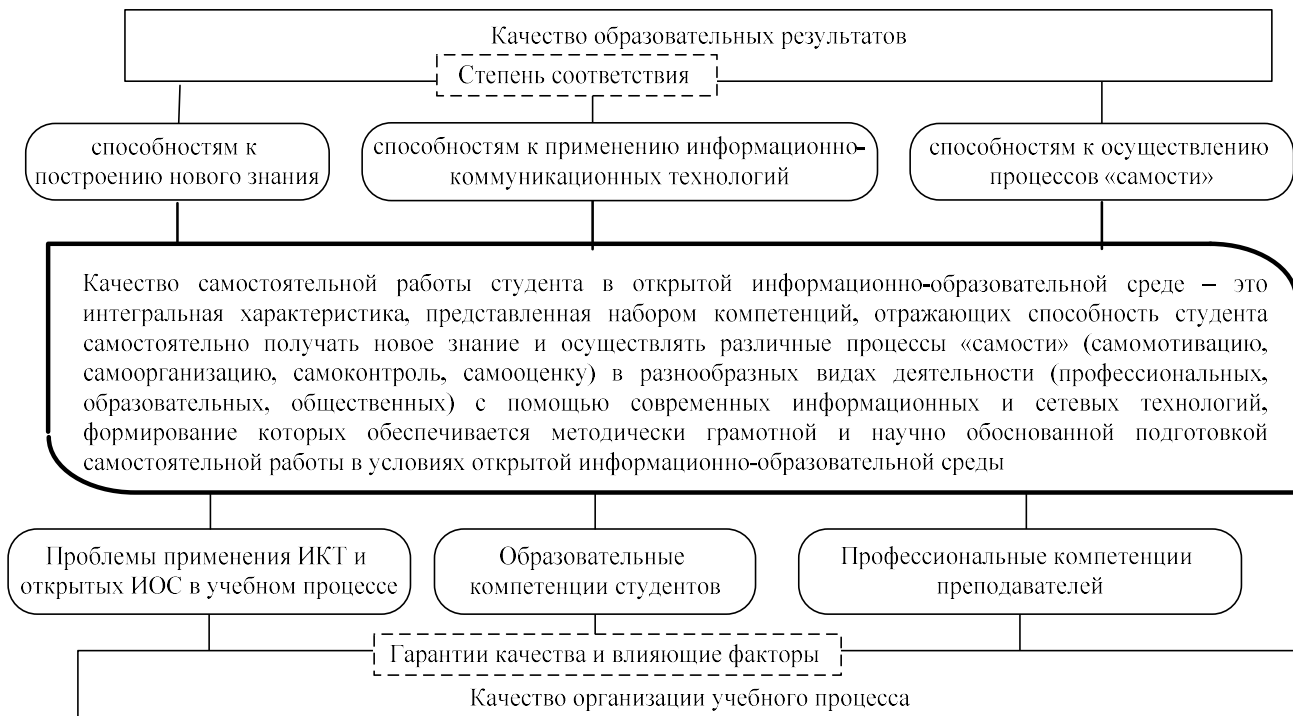 Качество образовательных результатов
Степень соответствия
способностям к
построению нового знания
способностям к применению информационно-
коммуникационных технологий
способностям к осуществлению
процессов «самости»
Качество самостоятельной работы студента в открытой информационно-образовательной среде – это
интегральная характеристика, представленная набором компетенций, отражающих способность студента
самостоятельно получать новое знание и осуществлять различные процессы «самости» (самомотивацию,
самоорганизацию, самоконтроль, самооценку) в разнообразных видах деятельности (профессиональных,
образовательных, общественных) с помощью современных информационных и сетевых технологий,
формирование которых обеспечивается методически грамотной и научно обоснованной подготовкой
самостоятельной работы в условиях открытой информационно-образовательной среды
Проблемы применения ИКТ и
открытых ИОС в учебном процессе
Образовательные
компетенции студентов
Профессиональные компетенции
преподавателей
Гарантии качества и влияющие факторы
Качество организации учебного процесса